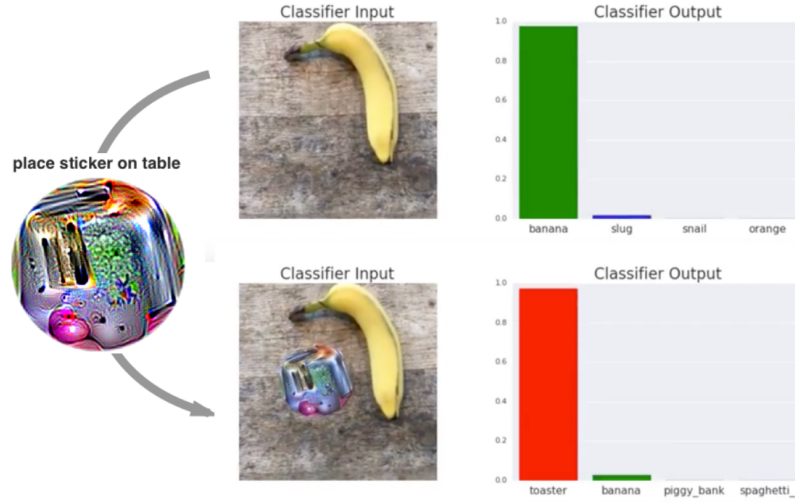 Classifier Input
Classifier Output
1.0
0.8
0.6
0.4
0.2
0.0
banana slug snail orange
place sticker on table
Classifier Input
Classifier Output
1.0
0.8
0.6
0.4
0.2
0.0
toaster banana piggy_bank spaghetti_